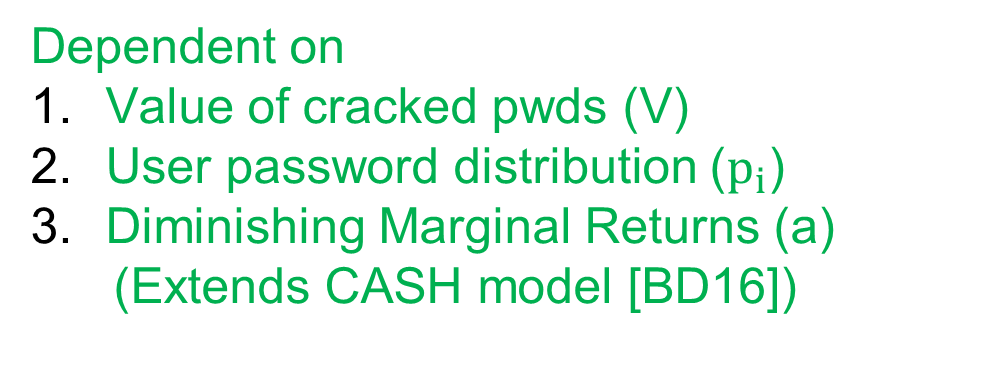 Dependent on
1. Value of cracked pwds (V)
2. User password distribution (pᵢ)
3. Diminishing Marginal Returns (a)
(Extends CASH model [BD16])